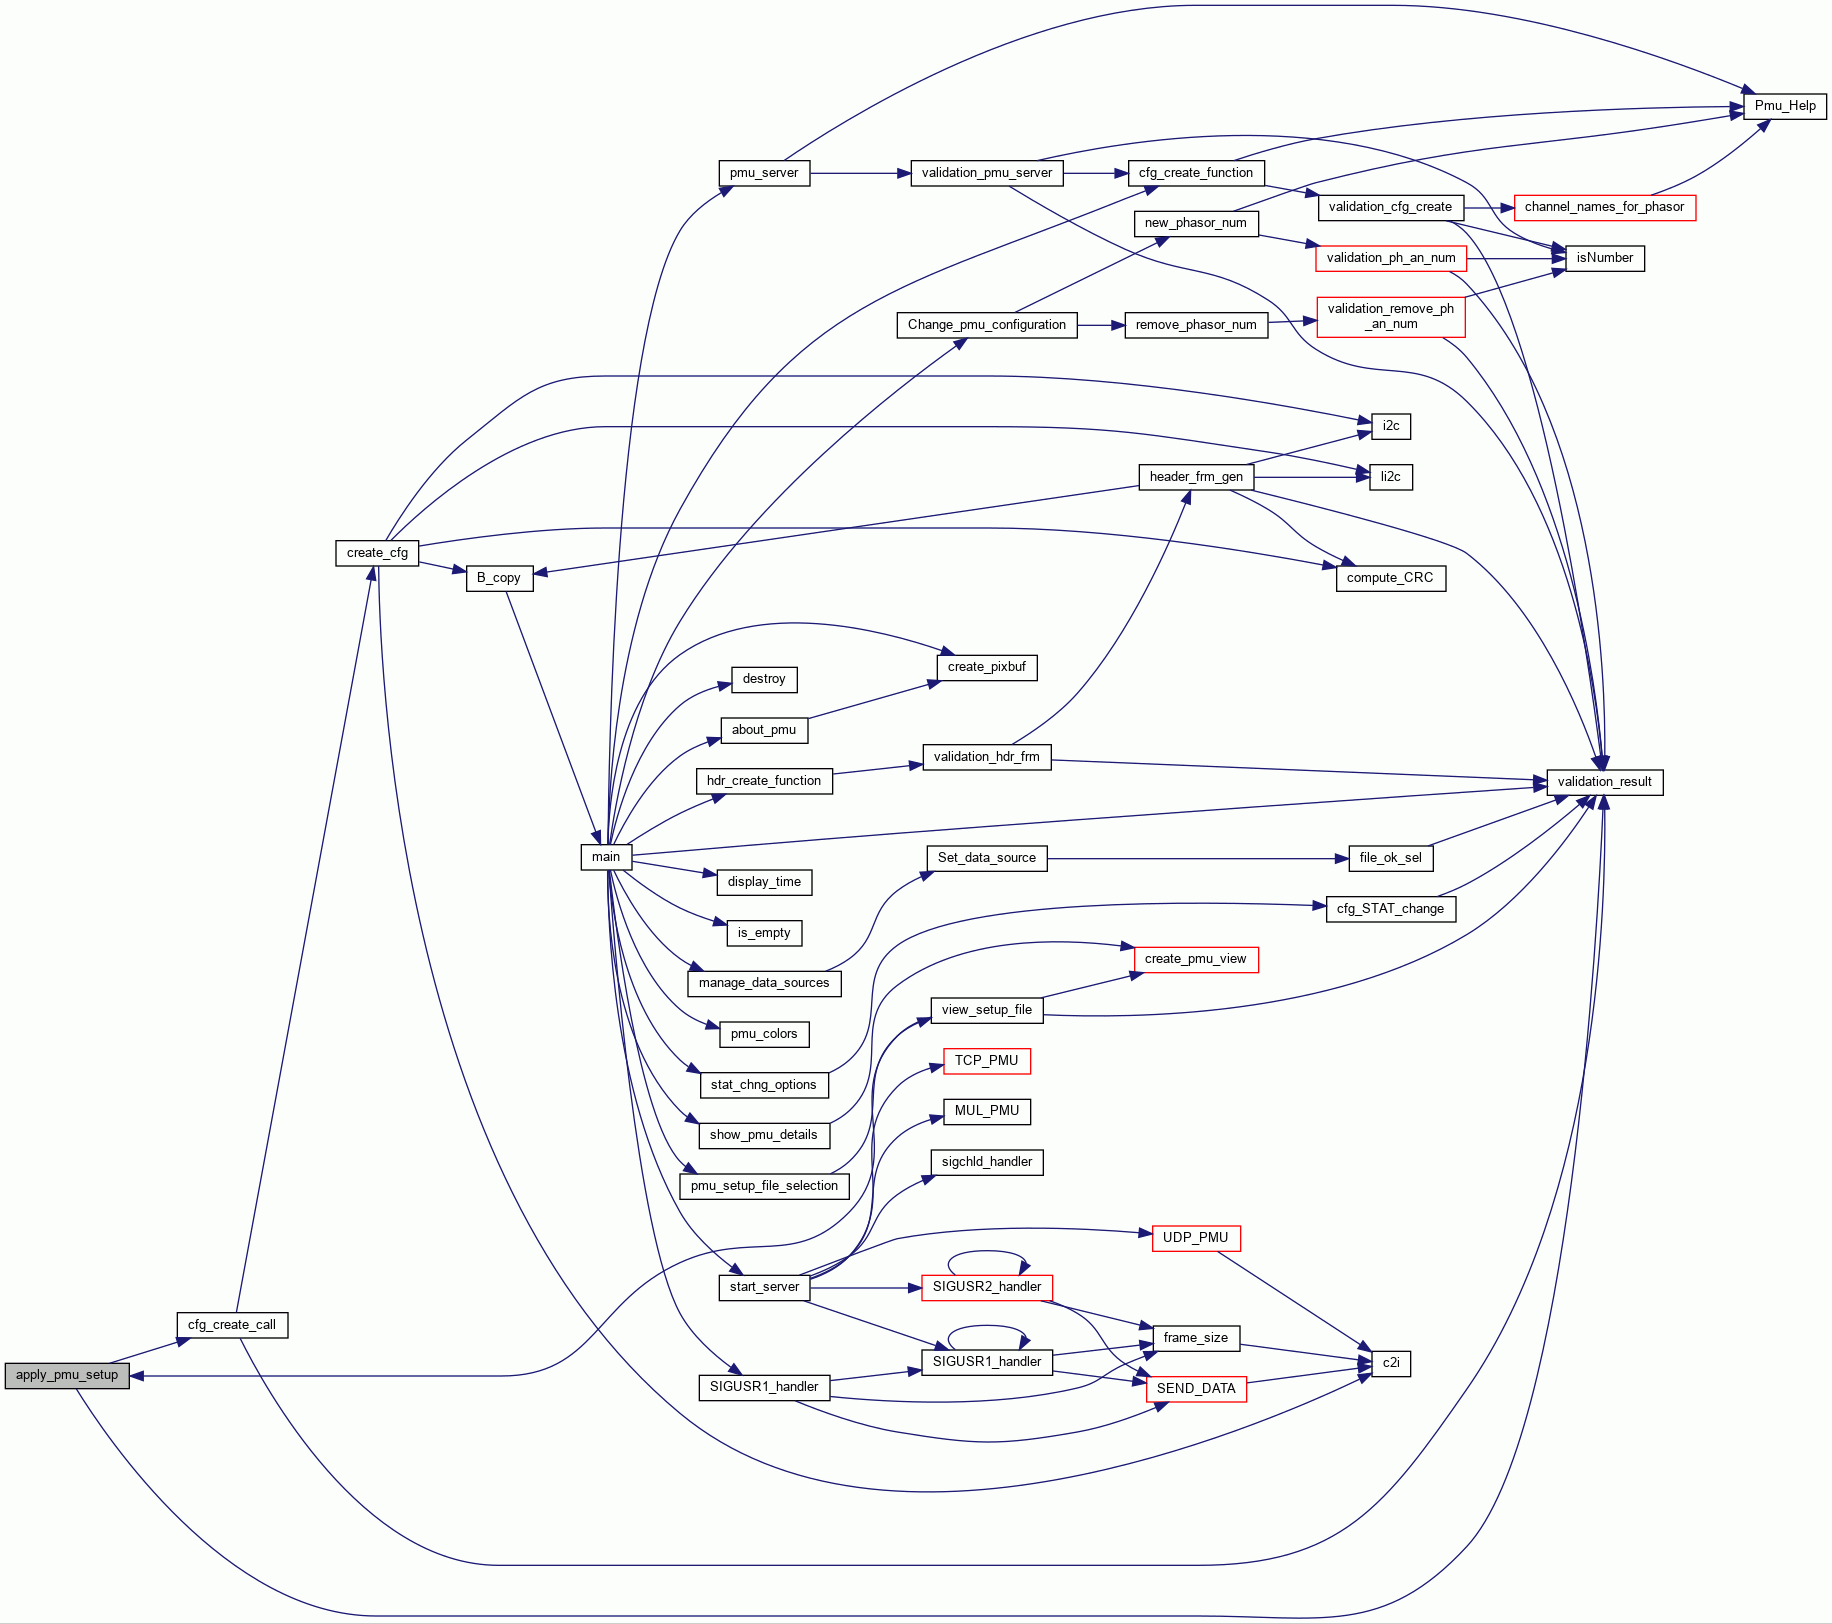 Pmu_Help
pmu_server
validation_pmu_server
cfg_create_function
validation_cfg_create
channel_names_for_phasor
new_phasor_num
validation_ph_an_num
isNumber
Change_pmu_configuration
remove_phasor_num
validation_remove_ph
_an_num
i2c
header_frm_gen
li2c
create_cfg
B_copy
compute_CRC
create_pixbuf
destroy
about_pmu
validation_hdr_frm
hdr_create_function
validation_result
main
Set_data_source
file_ok_sel
display_time
cfg_STAT_change
is_empty
create_pmu_view
manage_data_sources
view_setup_file
pmu_colors
TCP_PMU
stat_chng_options
MUL_PMU
show_pmu_details
sigchld_handler
pmu_setup_file_selection
UDP_PMU
start_server
SIGUSR2_handler
cfg_create_call
frame_size
SIGUSR1_handler
c2i
apply_pmu_setup
SIGUSR1_handler
SEND_DATA